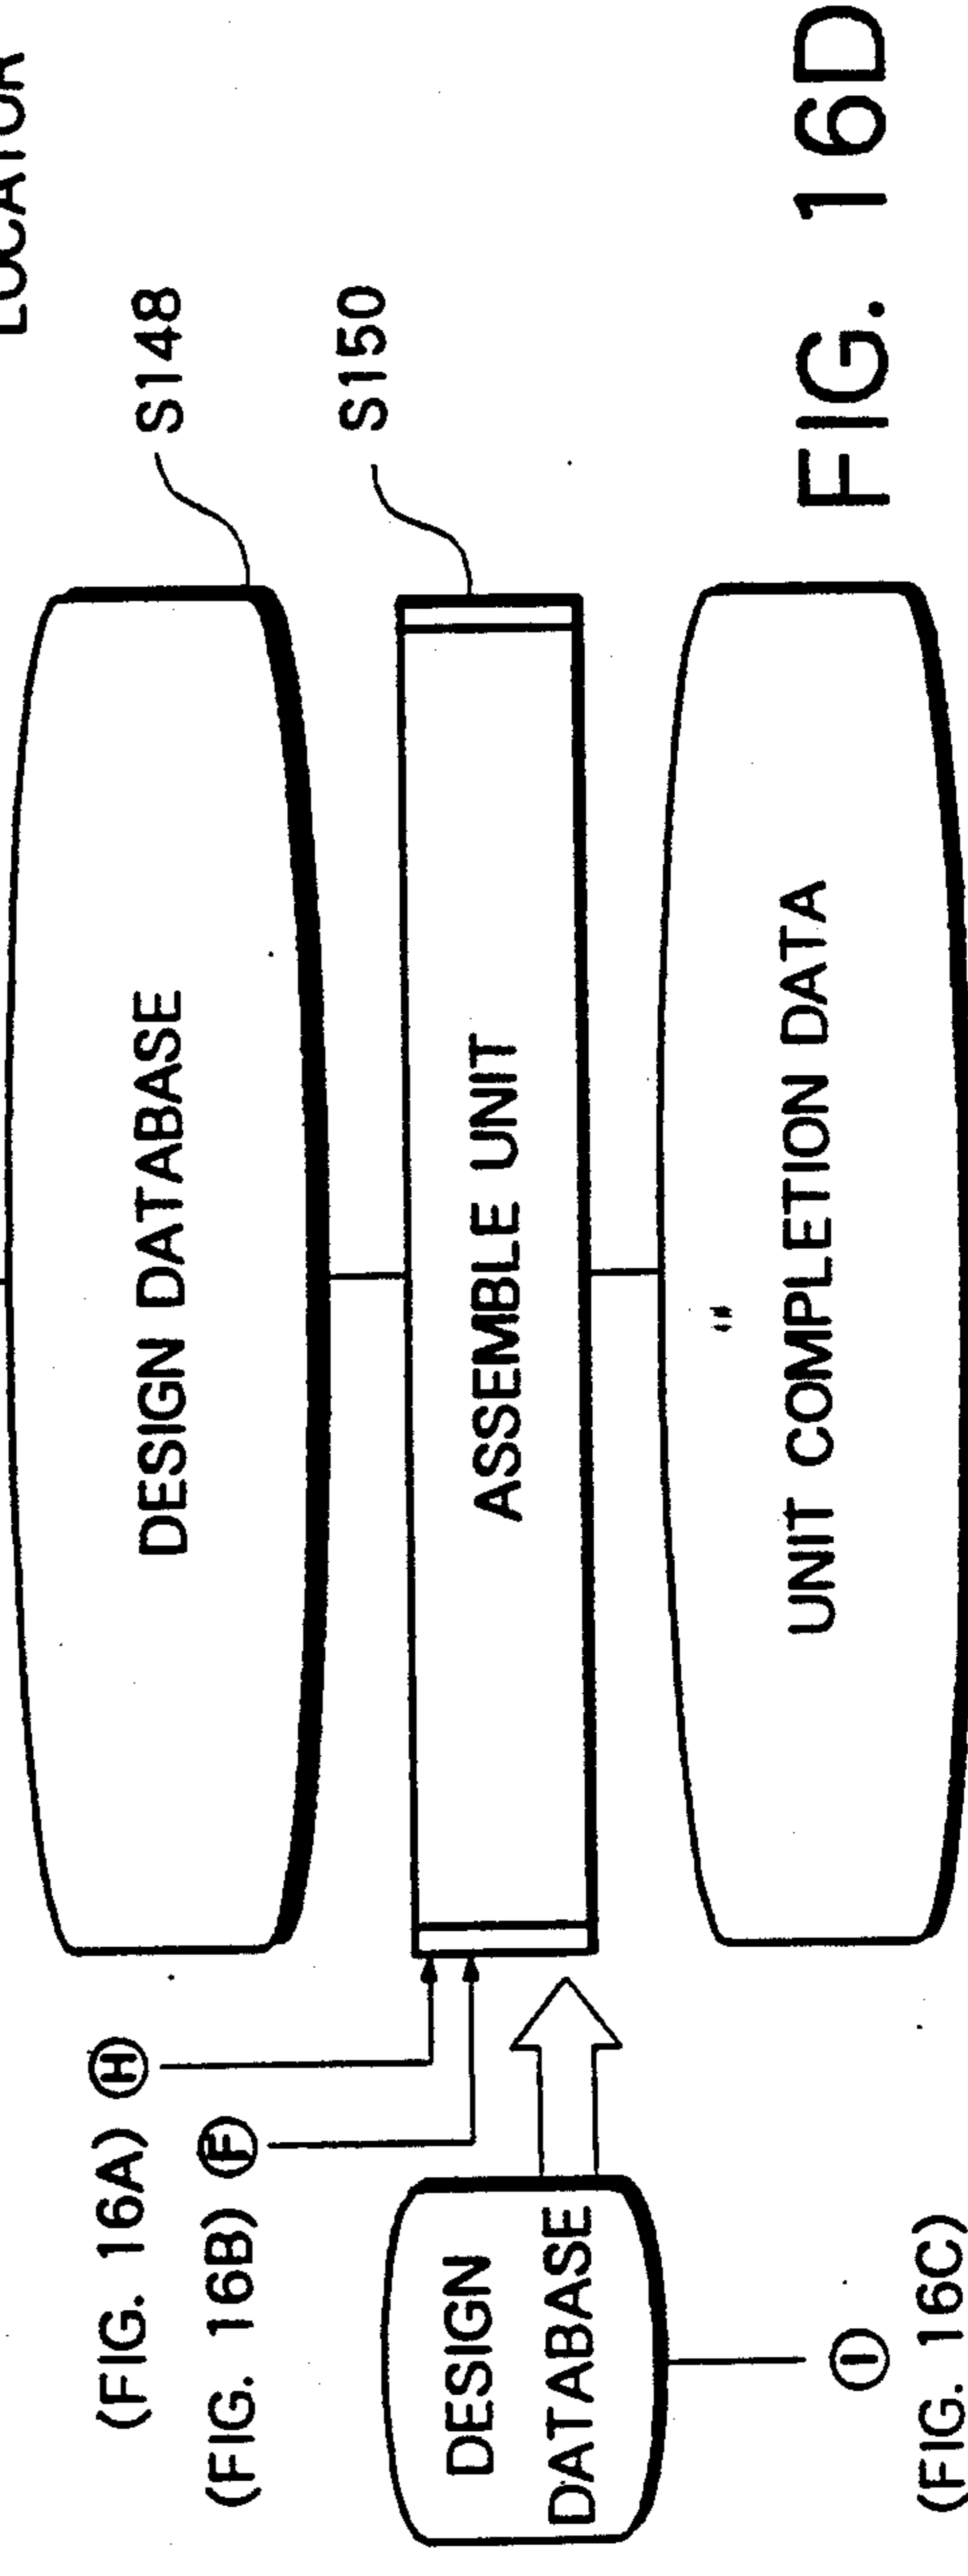 LOCATOR
S148
DESIGN DATABASE
(FIG. 16A) H
(FIG. 16B) F
S150
ASSEMBLE UNIT
DESIGN
DATABASE
UNIT COMPLETION DATA
I
(FIG. 16C)
FIG. 16D